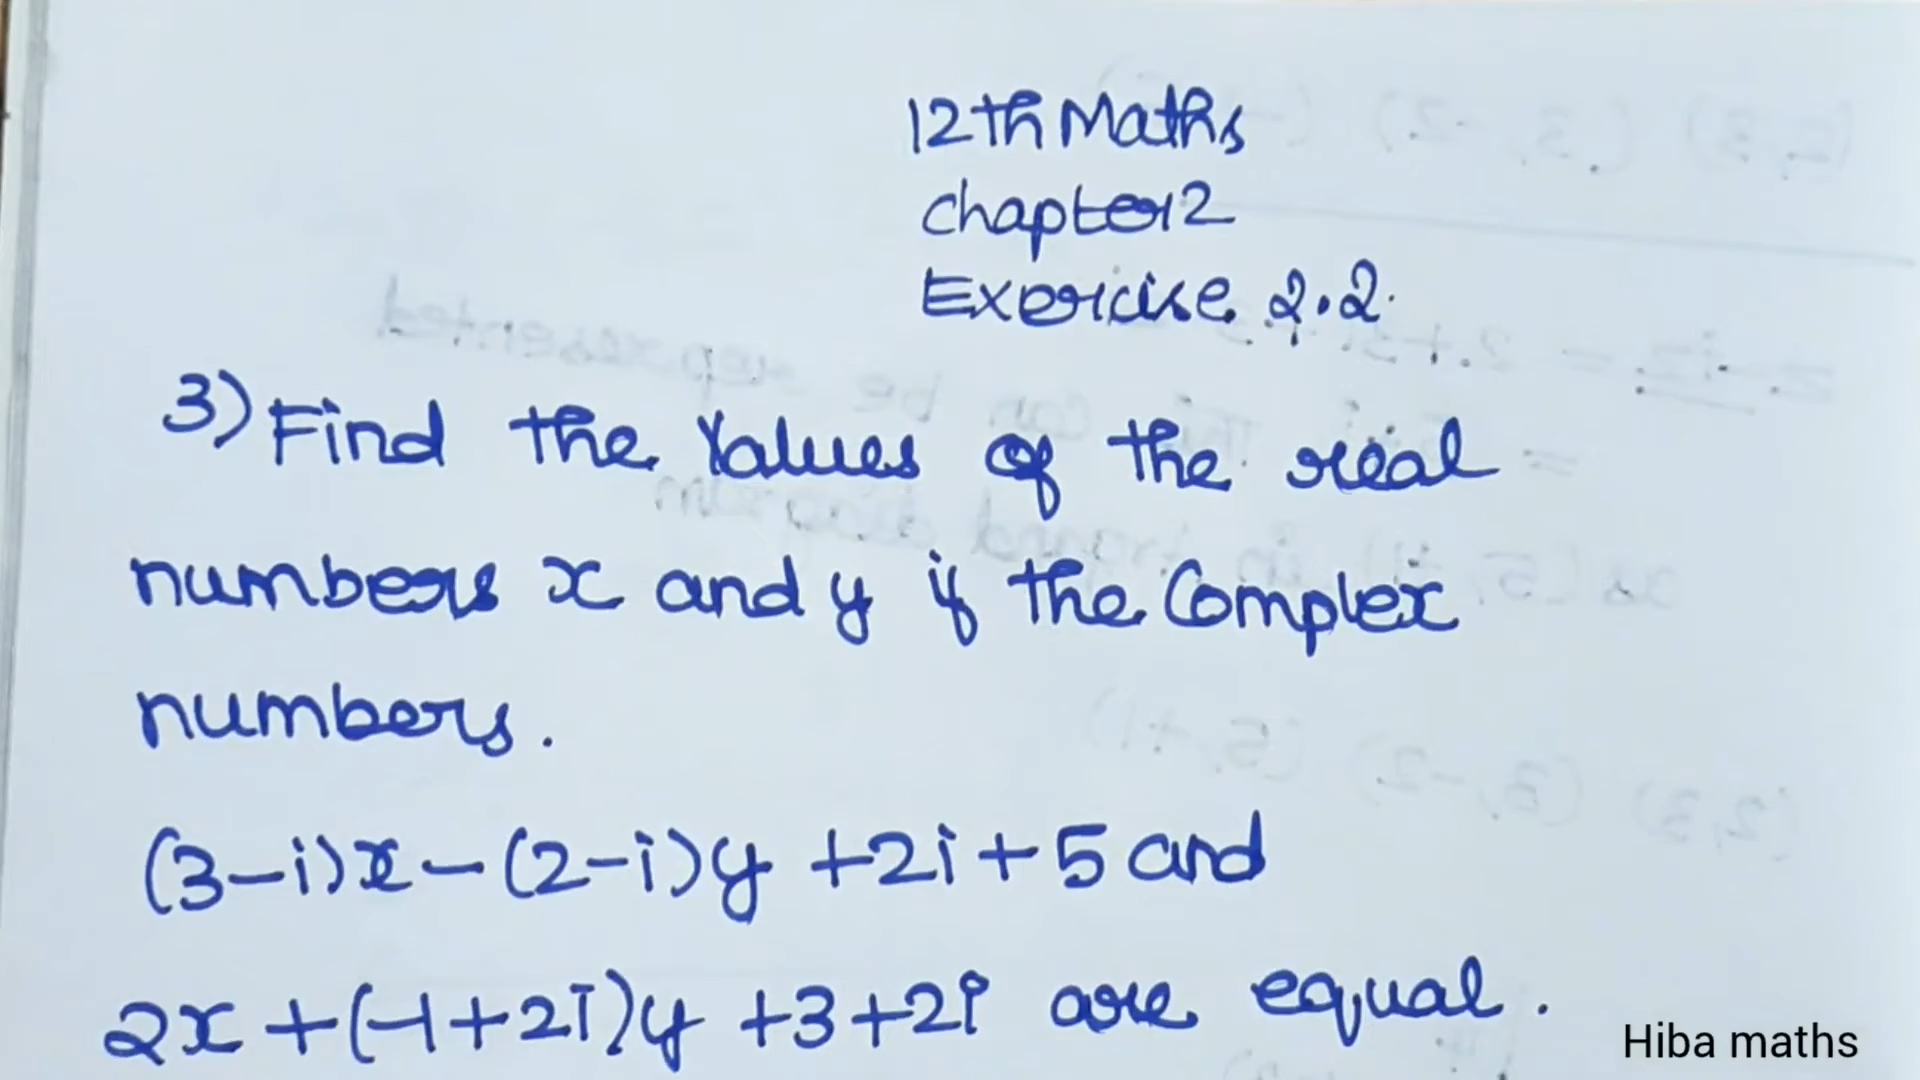 12th Maths
Chapter 2
Exercise 2.2.
3) Find the Values of the real
numbers x and y if the Complex
numbers.
(3-i)x-(2-i)y +2i+5 and
2x+(-1+2i)y +3+2i are equal.
Hiba maths